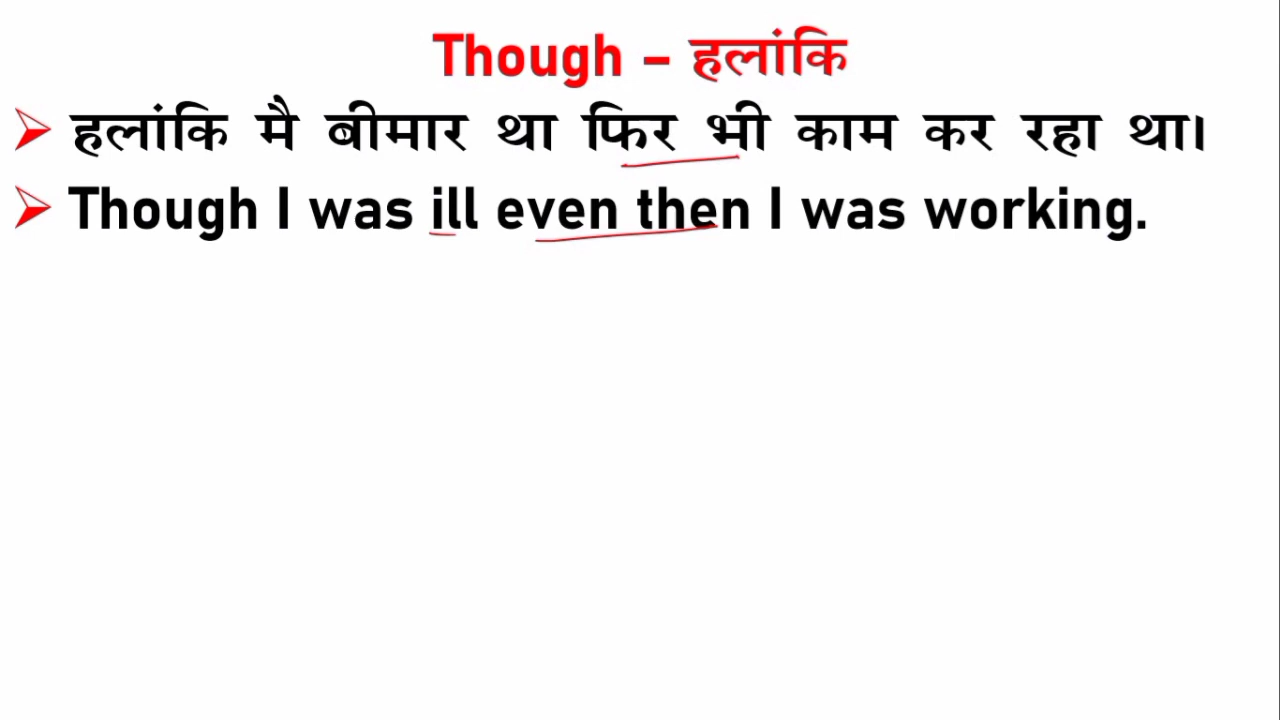 Though – हलांकि
हलांकि मै बीमार था फिर भी काम कर रहा था।
Though I was ill even then I was working.